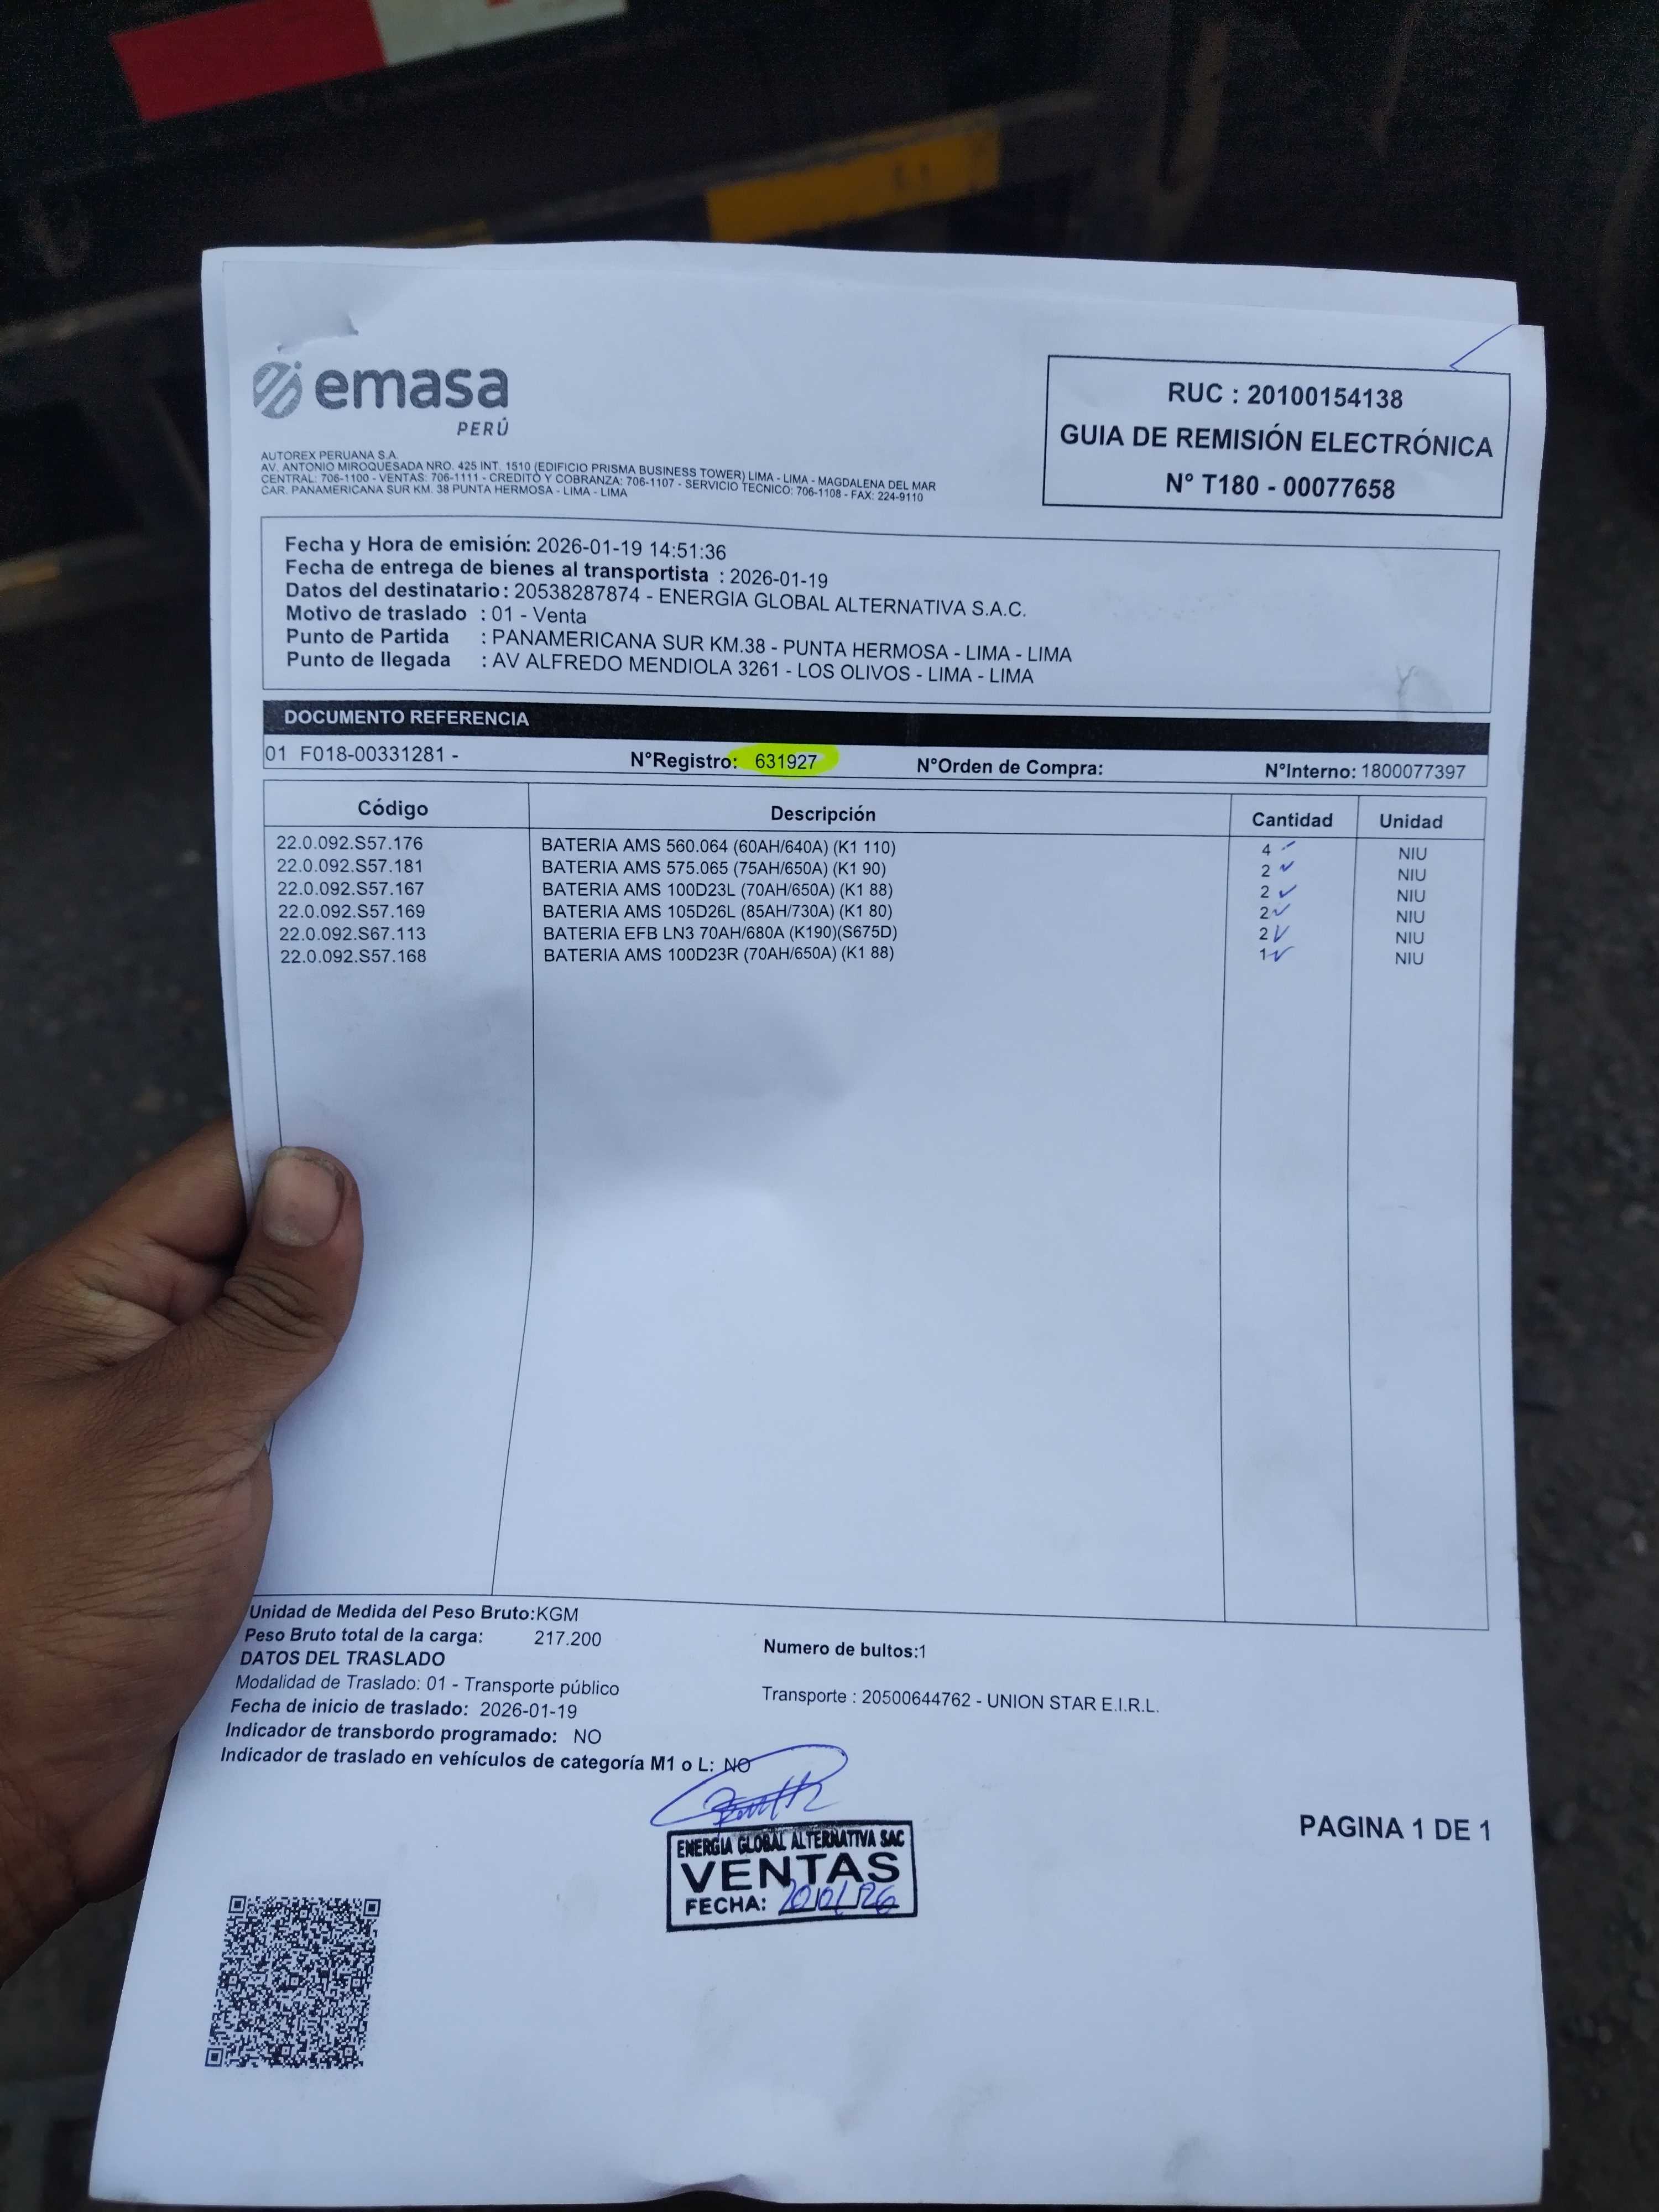 emasa
PERÚ
RUC : 20100154138
GUIA DE REMISIÓN ELECTRÓNICA
N° T180 - 00077658
AUTOREX PERUANA S.A.
AV. ANTONIO MIROQUESADA NRO. 425 INT. 1510 (EDIFICIO PRISMA BUSINESS TOWER) LIMA - LIMA - MAGDALENA DEL MAR
CENTRAL: 706-1100 - VENTAS: 706-1111 - CREDITO Y COBRANZA: 706-1107 - SERVICIO TECNICO: 706-1108 - FAX: 224-9110
CAR. PANAMERICANA SUR KM. 38 PUNTA HERMOSA - LIMA - LIMA
Fecha y Hora de emisión: 2026-01-19 14:51:36
Fecha de entrega de bienes al transportista : 2026-01-19
Datos del destinatario : 20538287874 - ENERGIA GLOBAL ALTERNATIVA S.A.C.
Motivo de traslado : 01 - Venta
Punto de Partida : PANAMERICANA SUR KM.38 - PUNTA HERMOSA - LIMA - LIMA
Punto de llegada : AV ALFREDO MENDIOLA 3261 - LOS OLIVOS - LIMA - LIMA
DOCUMENTO REFERENCIA
01 F018-00331281 - N°Registro: 631927 N°Orden de Compra: N°Interno: 1800077397
Código Descripción Cantidad Unidad
22.0.092.S57.176 BATERIA AMS 560.064 (60AH/640A) (K1 110) 4 NIU
22.0.092.S57.181 BATERIA AMS 575.065 (75AH/650A) (K1 90) 2 NIU
22.0.092.S57.167 BATERIA AMS 100D23L (70AH/650A) (K1 88) 2 NIU
22.0.092.S57.169 BATERIA AMS 105D26L (85AH/730A) (K1 80) 2 NIU
22.0.092.S67.113 BATERIA EFB LN3 70AH/680A (K190)(S675D) 2 NIU
22.0.092.S57.168 BATERIA AMS 100D23R (70AH/650A) (K1 88) 1 NIU
Unidad de Medida del Peso Bruto:KGM
Peso Bruto total de la carga: 217.200 Numero de bultos:1
DATOS DEL TRASLADO
Modalidad de Traslado: 01 - Transporte público Transporte : 20500644762 - UNION STAR E.I.R.L.
Fecha de inicio de traslado: 2026-01-19
Indicador de transbordo programado: NO
Indicador de traslado en vehículos de categoría M1 o L: NO
PAGINA 1 DE 1
ENERGIA GLOBAL ALTERNATIVA SAC
VENTAS
FECHA: 20/01/26